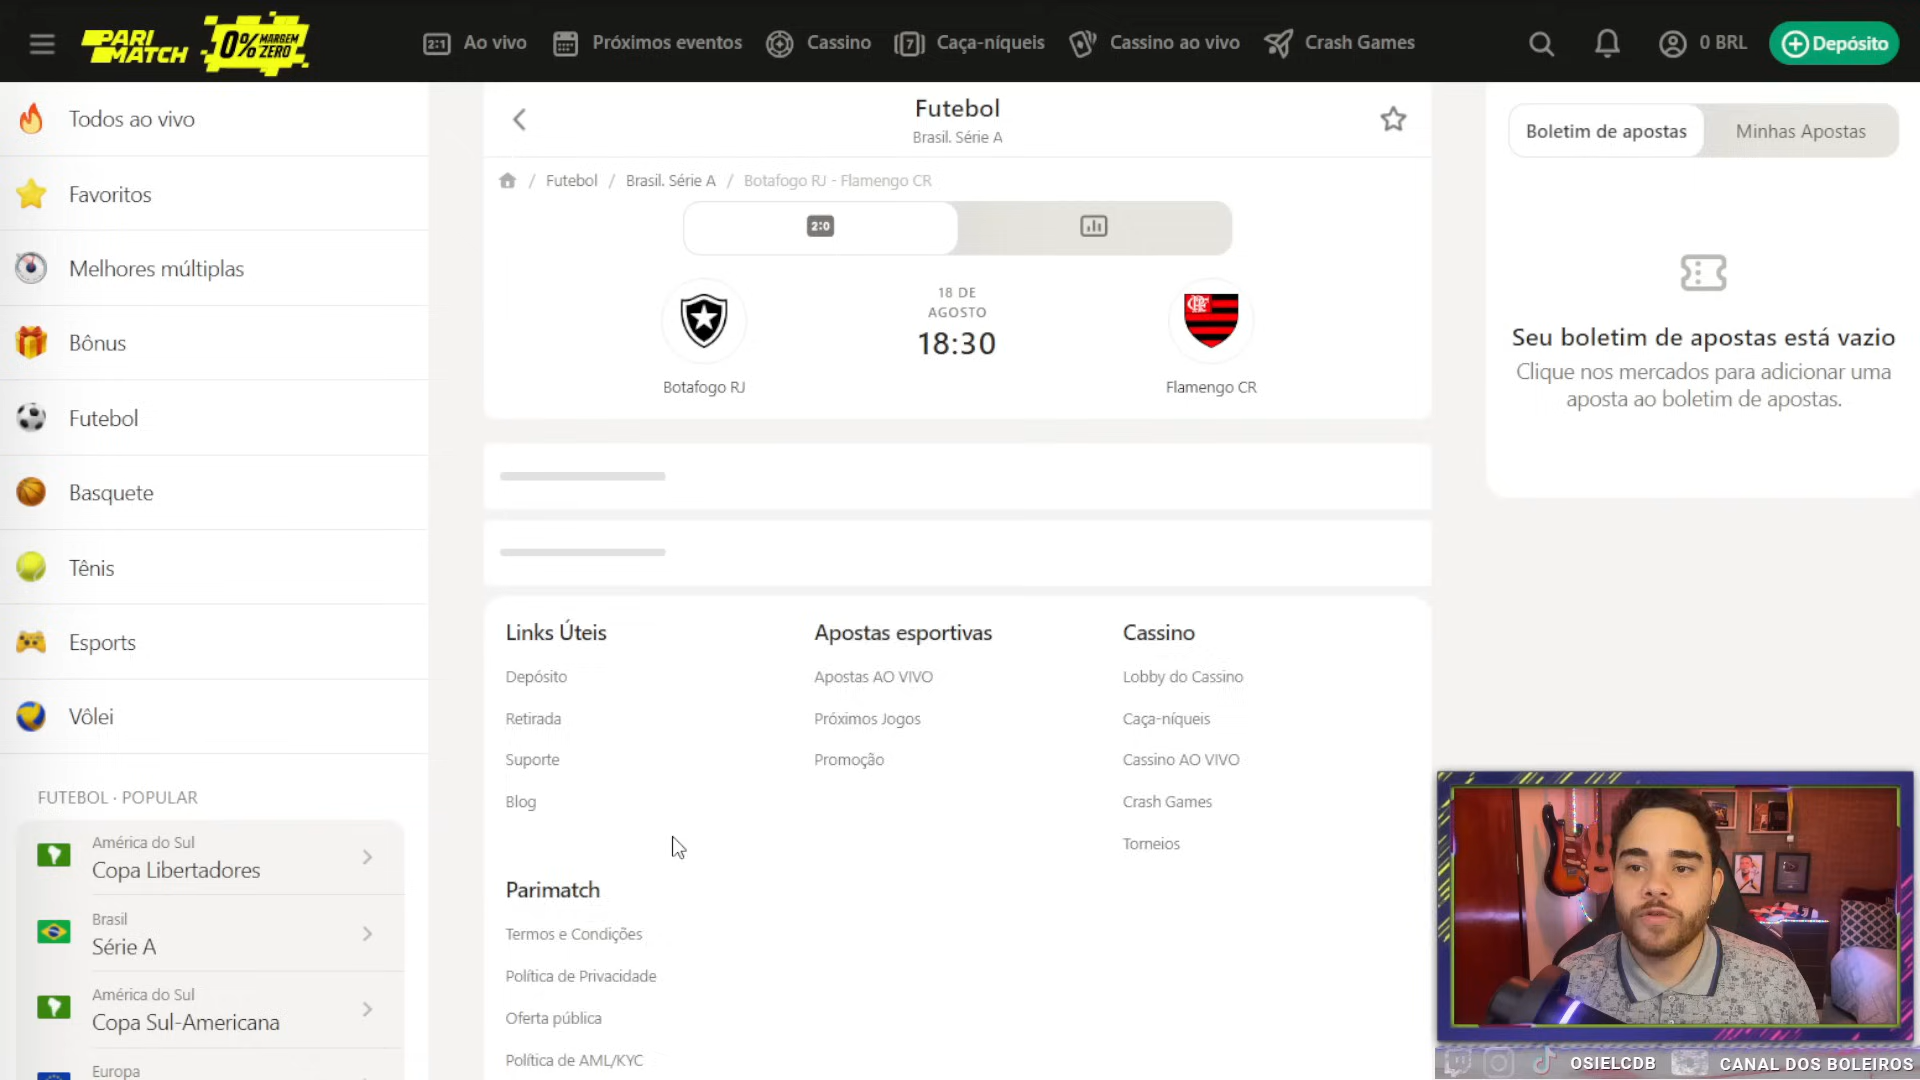 PARI MATCH
0% MARGEM ZERO
2:1 Ao vivo
Próximos eventos
Cassino
7 Caça-níqueis
Cassino ao vivo
Crash Games
0 BRL
Depósito
Todos ao vivo
Favoritos
Melhores múltiplas
Bônus
Futebol
Basquete
Tênis
Esports
Vôlei
FUTEBOL · POPULAR
América do Sul
Copa Libertadores
Brasil
Série A
América do Sul
Copa Sul-Americana
Europa
Futebol
Brasil. Série A
/ Futebol / Brasil. Série A / Botafogo RJ - Flamengo CR
2:0
18 DE
AGOSTO
18:30
Botafogo RJ
Flamengo CR
Links Úteis
Depósito
Retirada
Suporte
Blog
Apostas esportivas
Apostas AO VIVO
Próximos Jogos
Promoção
Cassino
Lobby do Cassino
Caça-níqueis
Cassino AO VIVO
Crash Games
Torneios
Parimatch
Termos e Condições
Política de Privacidade
Oferta pública
Política de AML/KYC
Boletim de apostas
Minhas Apostas
Seu boletim de apostas está vazio
Clique nos mercados para adicionar uma
aposta ao boletim de apostas.
OSIELCDB
CANAL DOS BOLEIROS